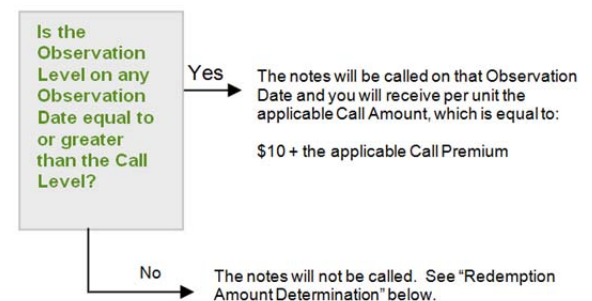 Is the
Observation
Level on any
Observation
Date equal to
or greater
than the Call
Level?
Yes
The notes will be called on that Observation
Date and you will receive per unit the
applicable Call Amount, which is equal to:
$10 + the applicable Call Premium
No
The notes will not be called. See “Redemption
Amount Determination” below.